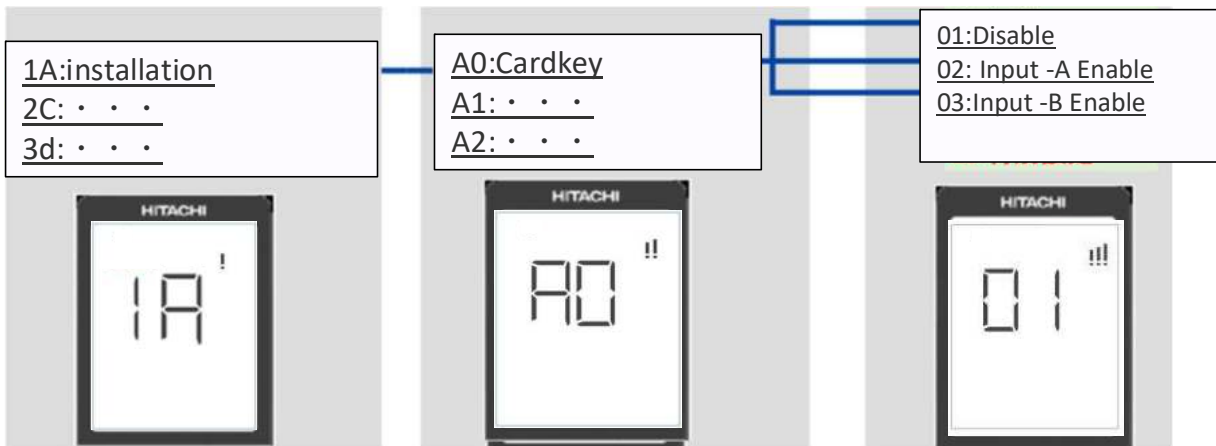 1A:installation
2C:・・・
3d:・・・
A0:Cardkey
A1:・・・
A2:・・・
01:Disable
02: Input -A Enable
03:Input -B Enable
HITACHI
1A !
HITACHI
A0 !!
HITACHI
01 !!!